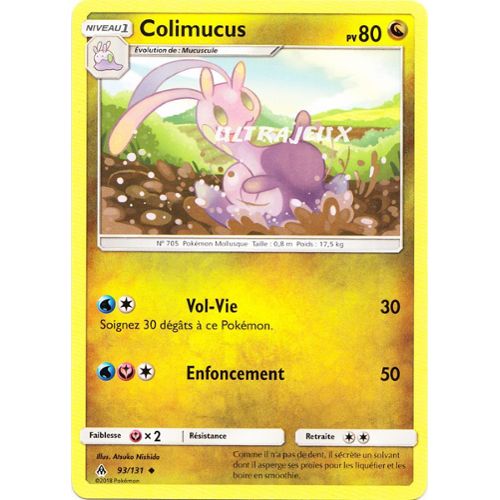 NIVEAU 1
Colimucus
PV 80
Évolution de : Mucuscule
ULTRAJEUX
N° 705 Pokémon Mollusque Taille : 0,8 m Poids : 17,5 kg
Vol-Vie 30
Soignez 30 dégâts à ce Pokémon.
Enfoncement 50
Faiblesse × 2 Résistance Retraite
Illus. Atsuko Nishida
93/131
©2018 Pokémon
Comme il n'a pas de dent, il sécrète un solvant
dont il asperge ses proies pour les liquéfier et les
boire en omelette.